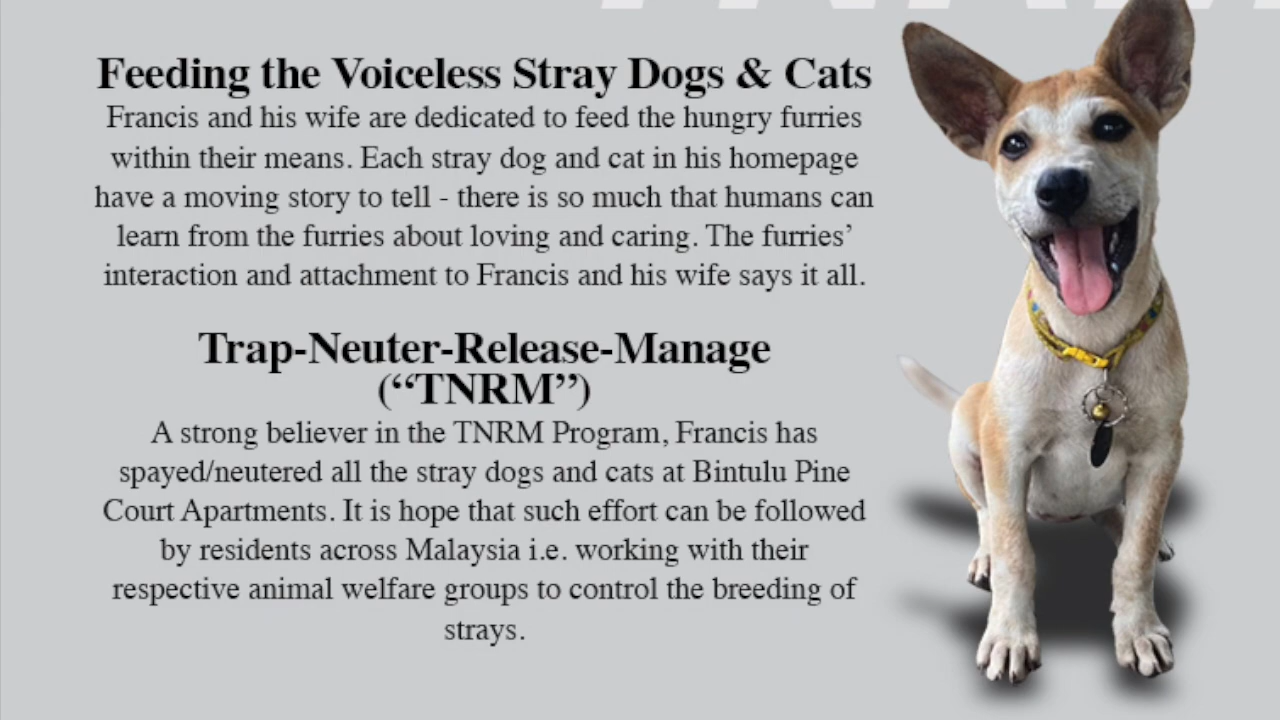 Feeding the Voiceless Stray Dogs & Cats
Francis and his wife are dedicated to feed the hungry furries
within their means. Each stray dog and cat in his homepage
have a moving story to tell - there is so much that humans can
learn from the furries about loving and caring. The furries’
interaction and attachment to Francis and his wife says it all.
Trap-Neuter-Release-Manage
(“TNRM”)
A strong believer in the TNRM Program, Francis has
spayed/neutered all the stray dogs and cats at Bintulu Pine
Court Apartments. It is hope that such effort can be followed
by residents across Malaysia i.e. working with their
respective animal welfare groups to control the breeding of
strays.